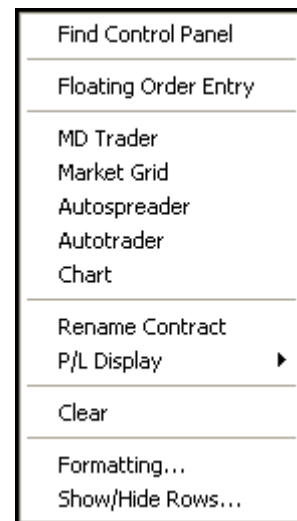 Find Control Panel
Floating Order Entry
MD Trader
Market Grid
Autospreader
Autotrader
Chart
Rename Contract
P/L Display
Clear
Formatting...
Show/Hide Rows...